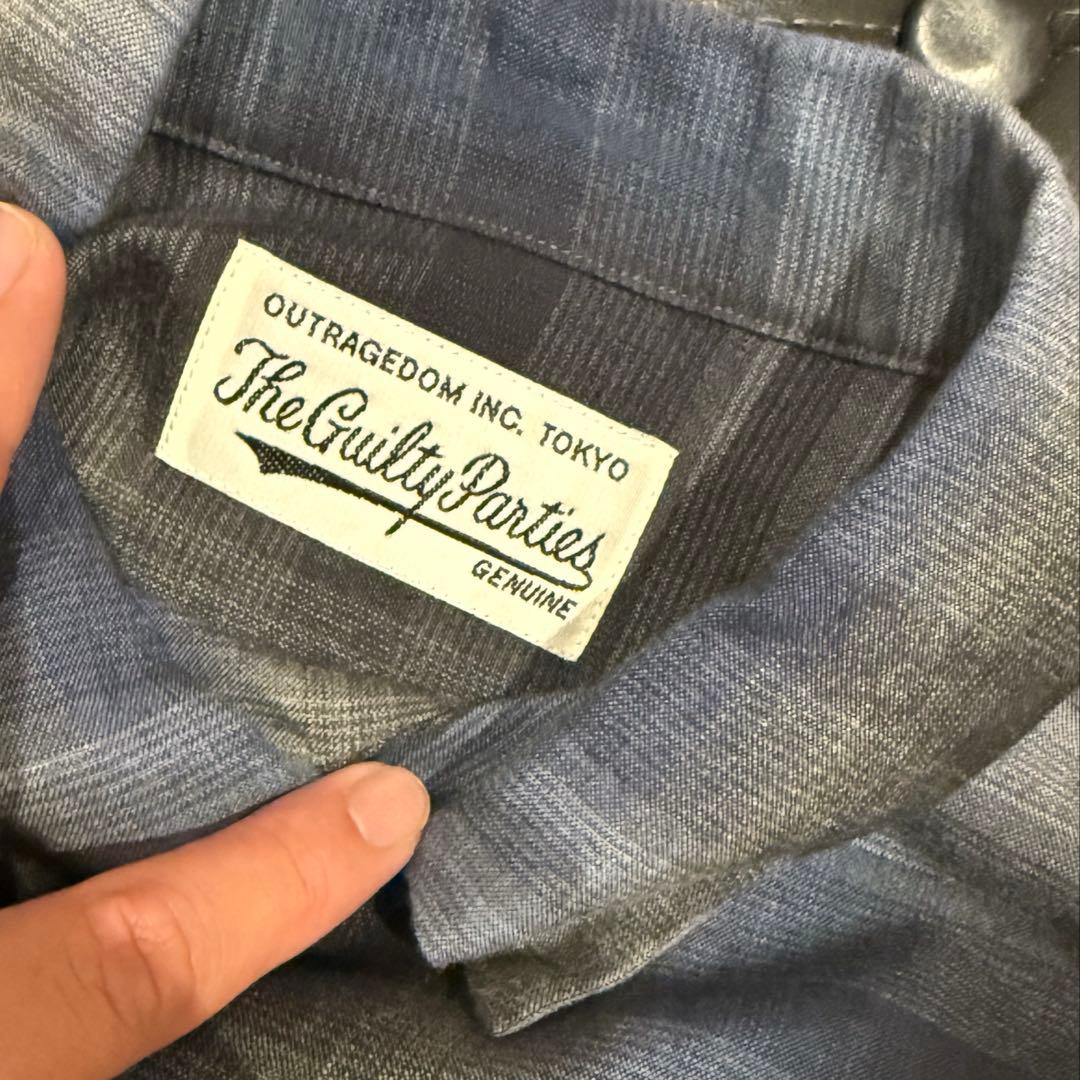 OUTRAGEDOM INC. TOKYO
The Guilty Parties
GENUINE